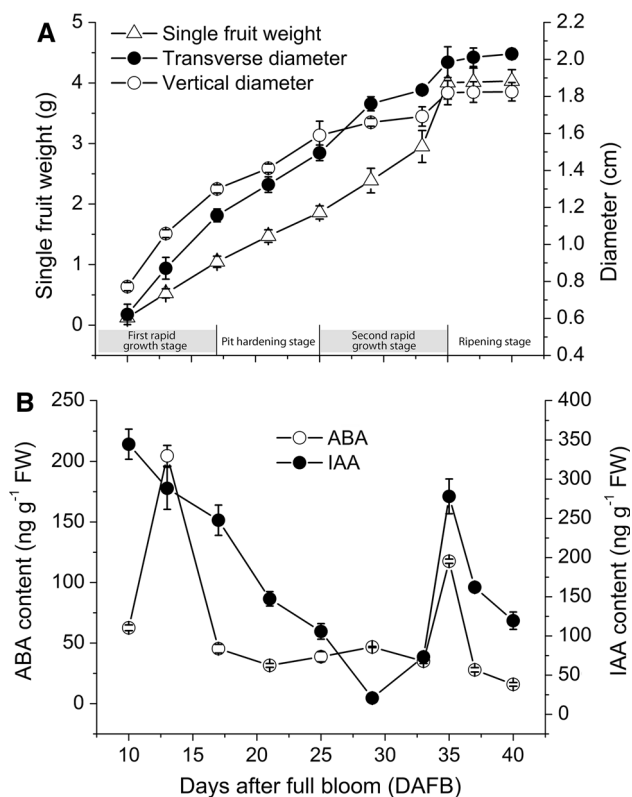 A
Single fruit weight
Transverse diameter
Vertical diameter
5
4
3
2
1
0
Single fruit weight (g)
2.2
2.0
1.8
1.6
1.4
1.2
1.0
0.8
0.6
0.4
Diameter (cm)
First rapid
growth stage
Pit hardening stage
Second rapid
growth stage
Ripening stage
B
ABA
IAA
250
200
150
100
50
0
ABA content (ng g-1 FW)
400
350
300
250
200
150
100
50
0
IAA content (ng g-1 FW)
10 15 20 25 30 35 40
Days after full bloom (DAFB)